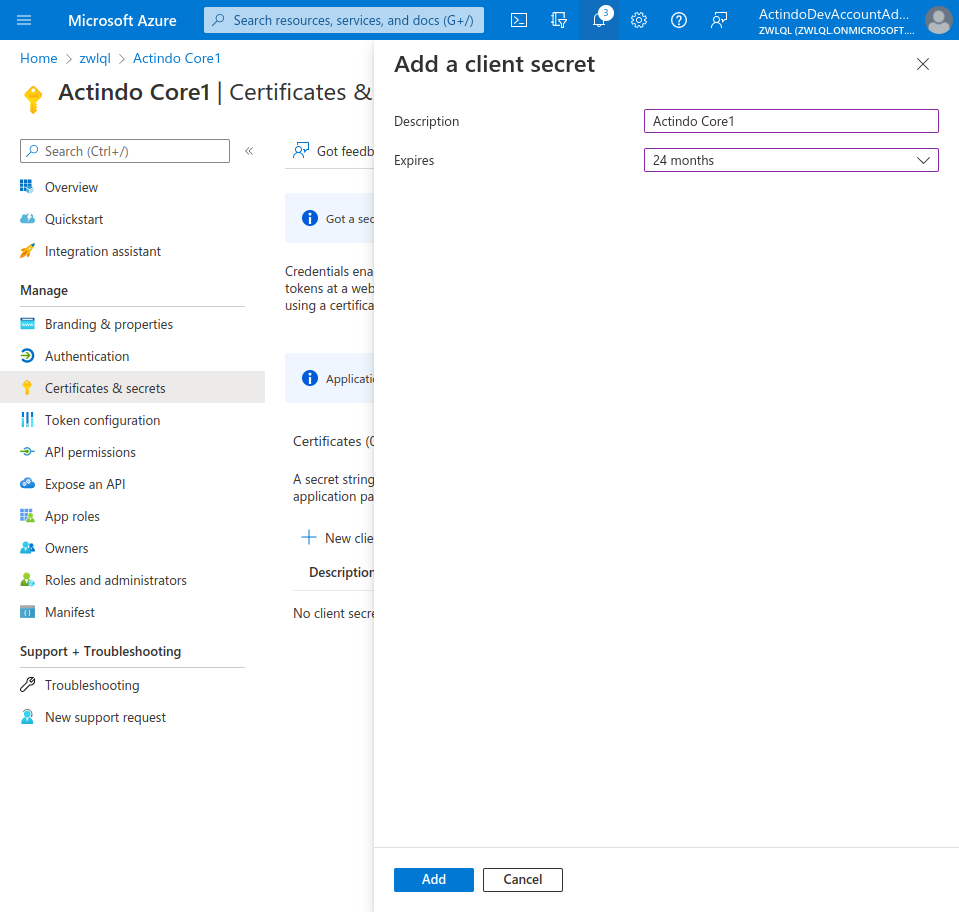 Microsoft Azure
Search resources, services, and docs (G+/)
3
ActindoDevAccountAd...
ZWLQL (ZWLQL.ONMICROSOFT....
Home > zwlql > Actindo Core1
Actindo Core1 | Certificates &
Search (Ctrl+/)
«
Overview
Quickstart
Integration assistant
Manage
Branding & properties
Authentication
Certificates & secrets
Token configuration
API permissions
Expose an API
App roles
Owners
Roles and administrators
Manifest
Support + Troubleshooting
Troubleshooting
New support request
Got feedb
Got a sec
Credentials ena
tokens at a web
using a certifica
Applicatio
Certificates (0
A secret string
application pa
New clie
Description
No client secre
Add a client secret
Description
Actindo Core1
Expires
24 months
Add
Cancel